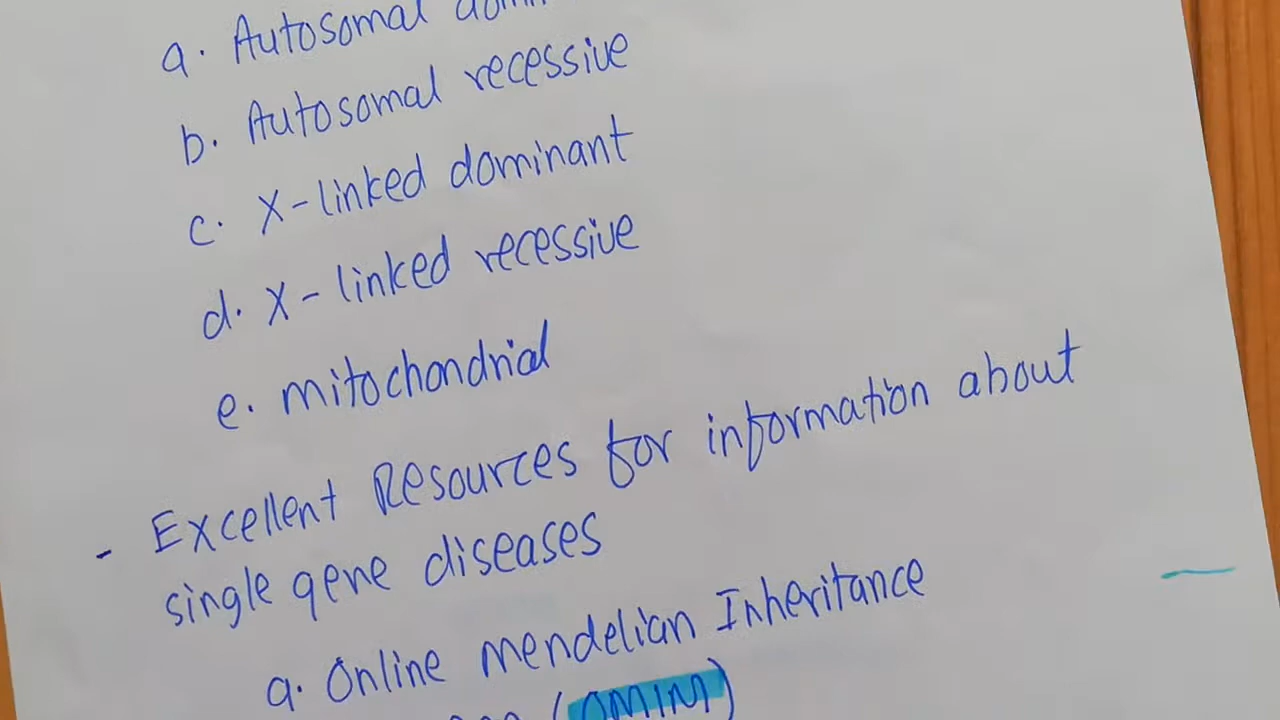 a. Autosomal
b. Autosomal recessive
c. X-linked dominant
d. X-linked recessive
e. mitochondrial
- Excellent Resources for information about
single gene diseases
a. Online mendelian Inheritance
(OMIM)